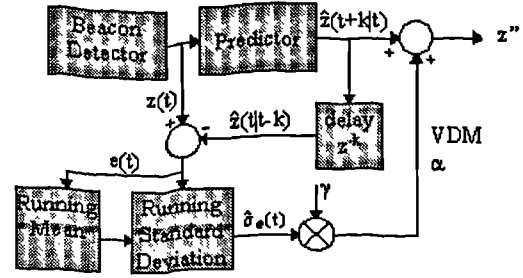 Beacon
Detector
Predictor
ẑ(t+k|t)
+
+
z''
z(t)
+
-
ẑ(t|t-k)
delay
z⁻ᵏ
VDM
α
e(t)
Running
Mean
Running
Standard
Deviation
σ̂ₑ(t)
γ